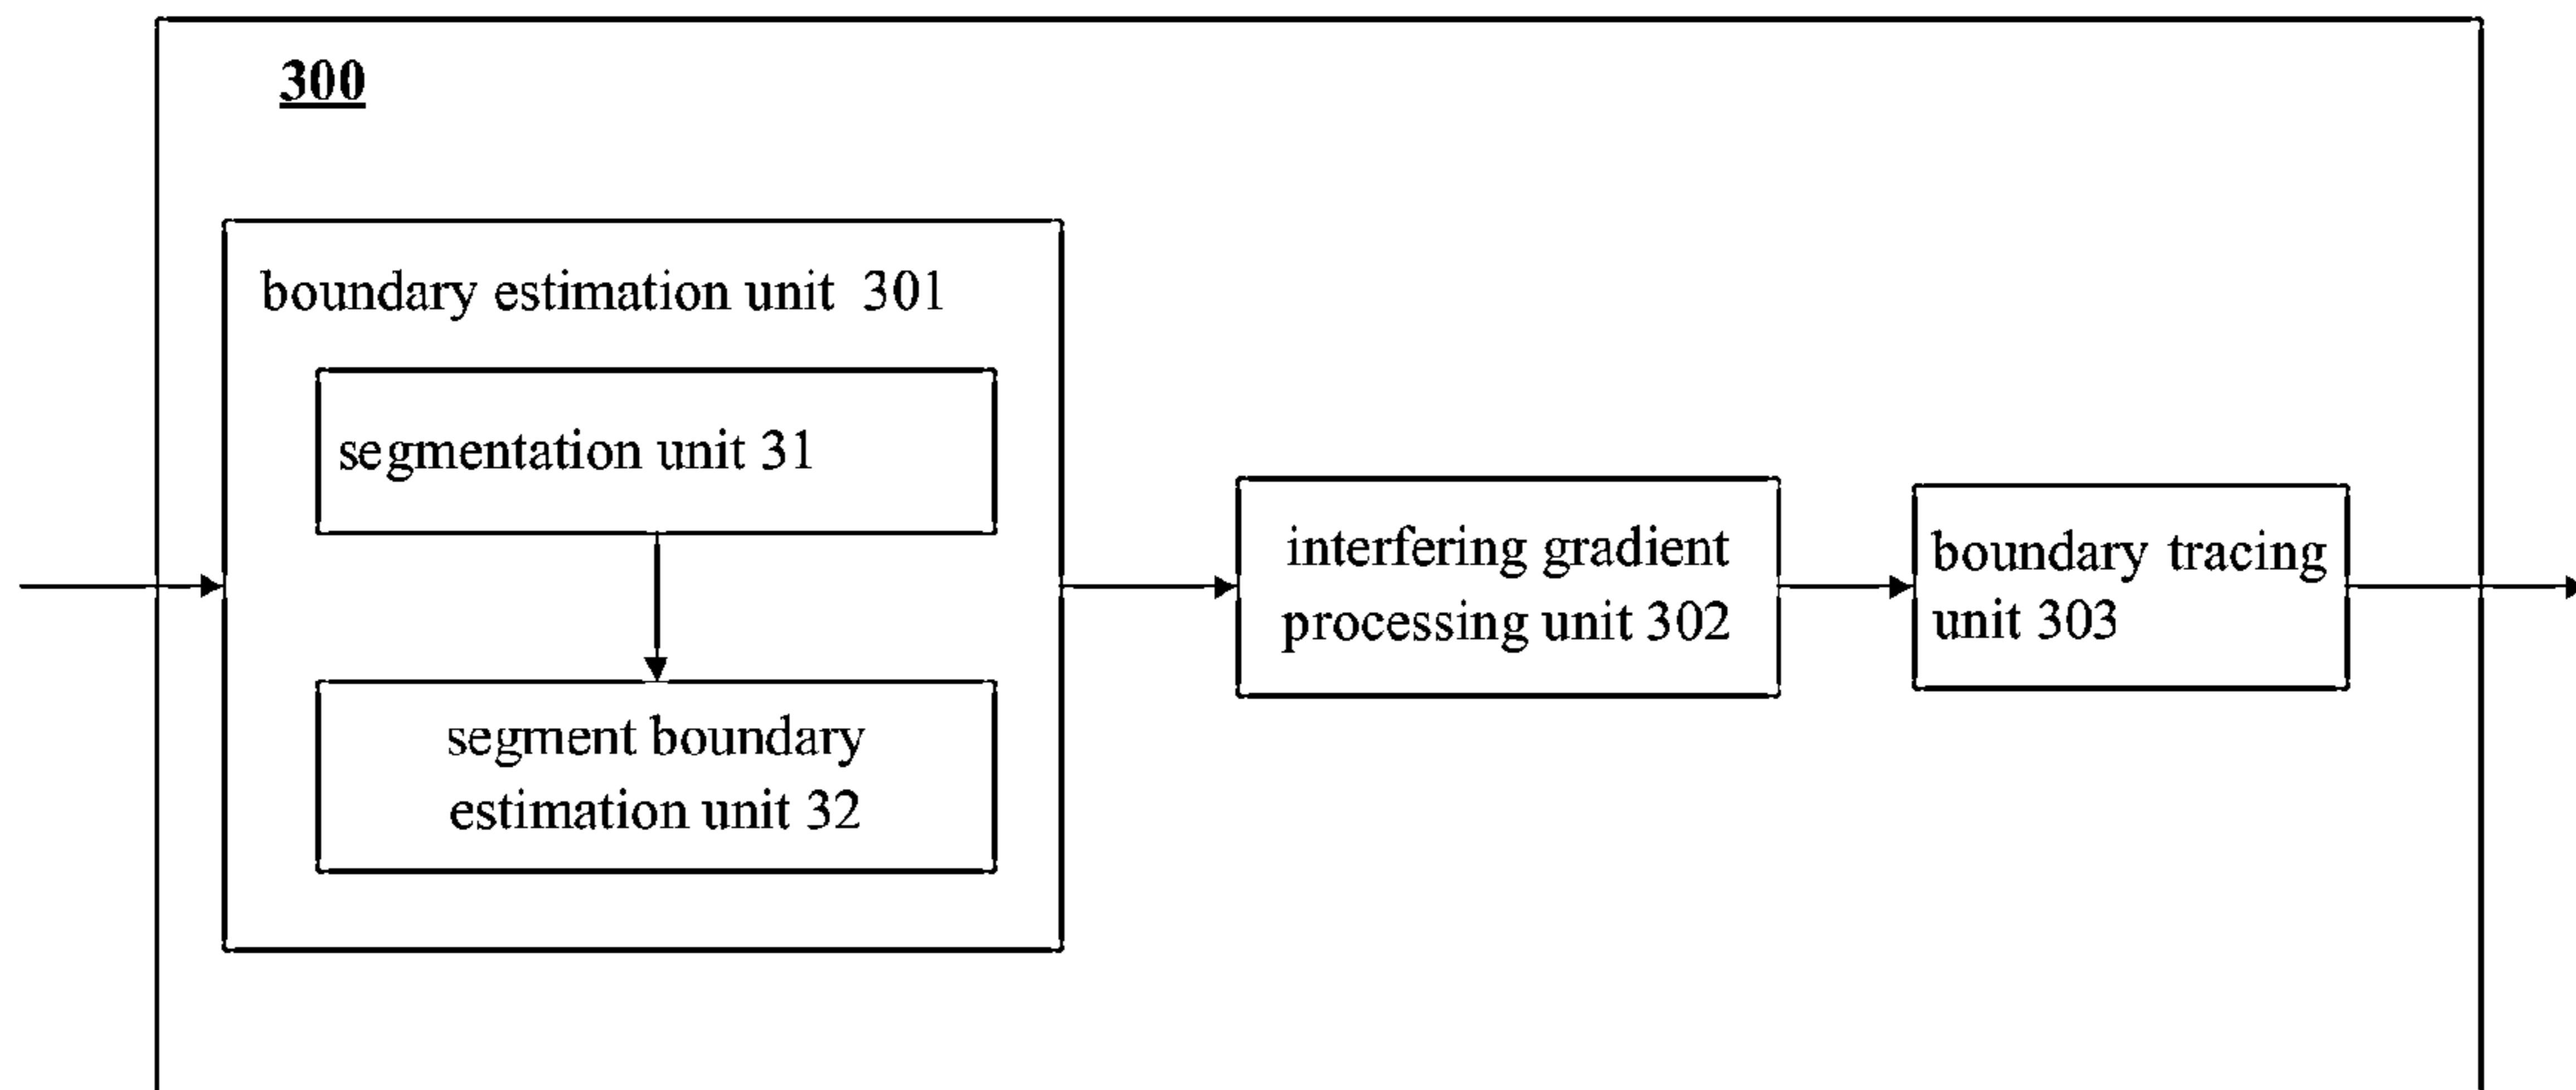 300
boundary estimation unit 301
segmentation unit 31
segment boundary
estimation unit 32
interfering gradient
processing unit 302
boundary tracing
unit 303